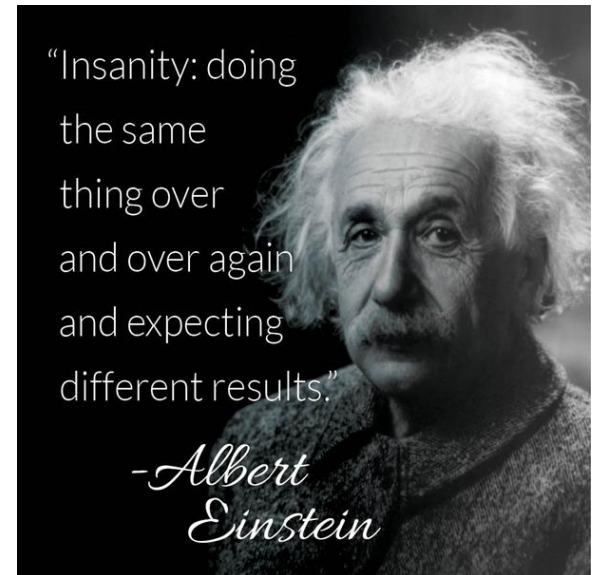 “Insanity: doing
the same
thing over
and over again
and expecting
different results.”
-Albert
Einstein